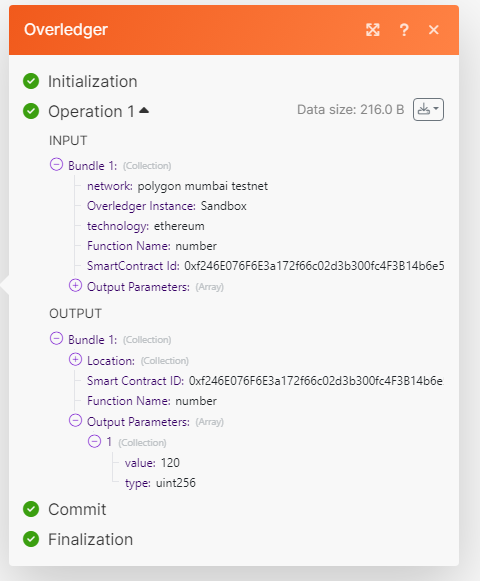 Overledger ?
Initialization
Operation 1 Data size: 216.0 B
INPUT
Bundle 1: (Collection)
network: polygon mumbai testnet
Overledger Instance: Sandbox
technology: ethereum
Function Name: number
SmartContract Id: 0xf246E076F6E3a172f66c02d3b300fc4F3B14b6e5
Output Parameters: (Array)
OUTPUT
Bundle 1: (Collection)
Location: (Collection)
Smart Contract ID: 0xf246E076F6E3a172f66c02d3b300fc4F3B14b6e
Function Name: number
Output Parameters: (Array)
1 (Collection)
value: 120
type: uint256
Commit
Finalization